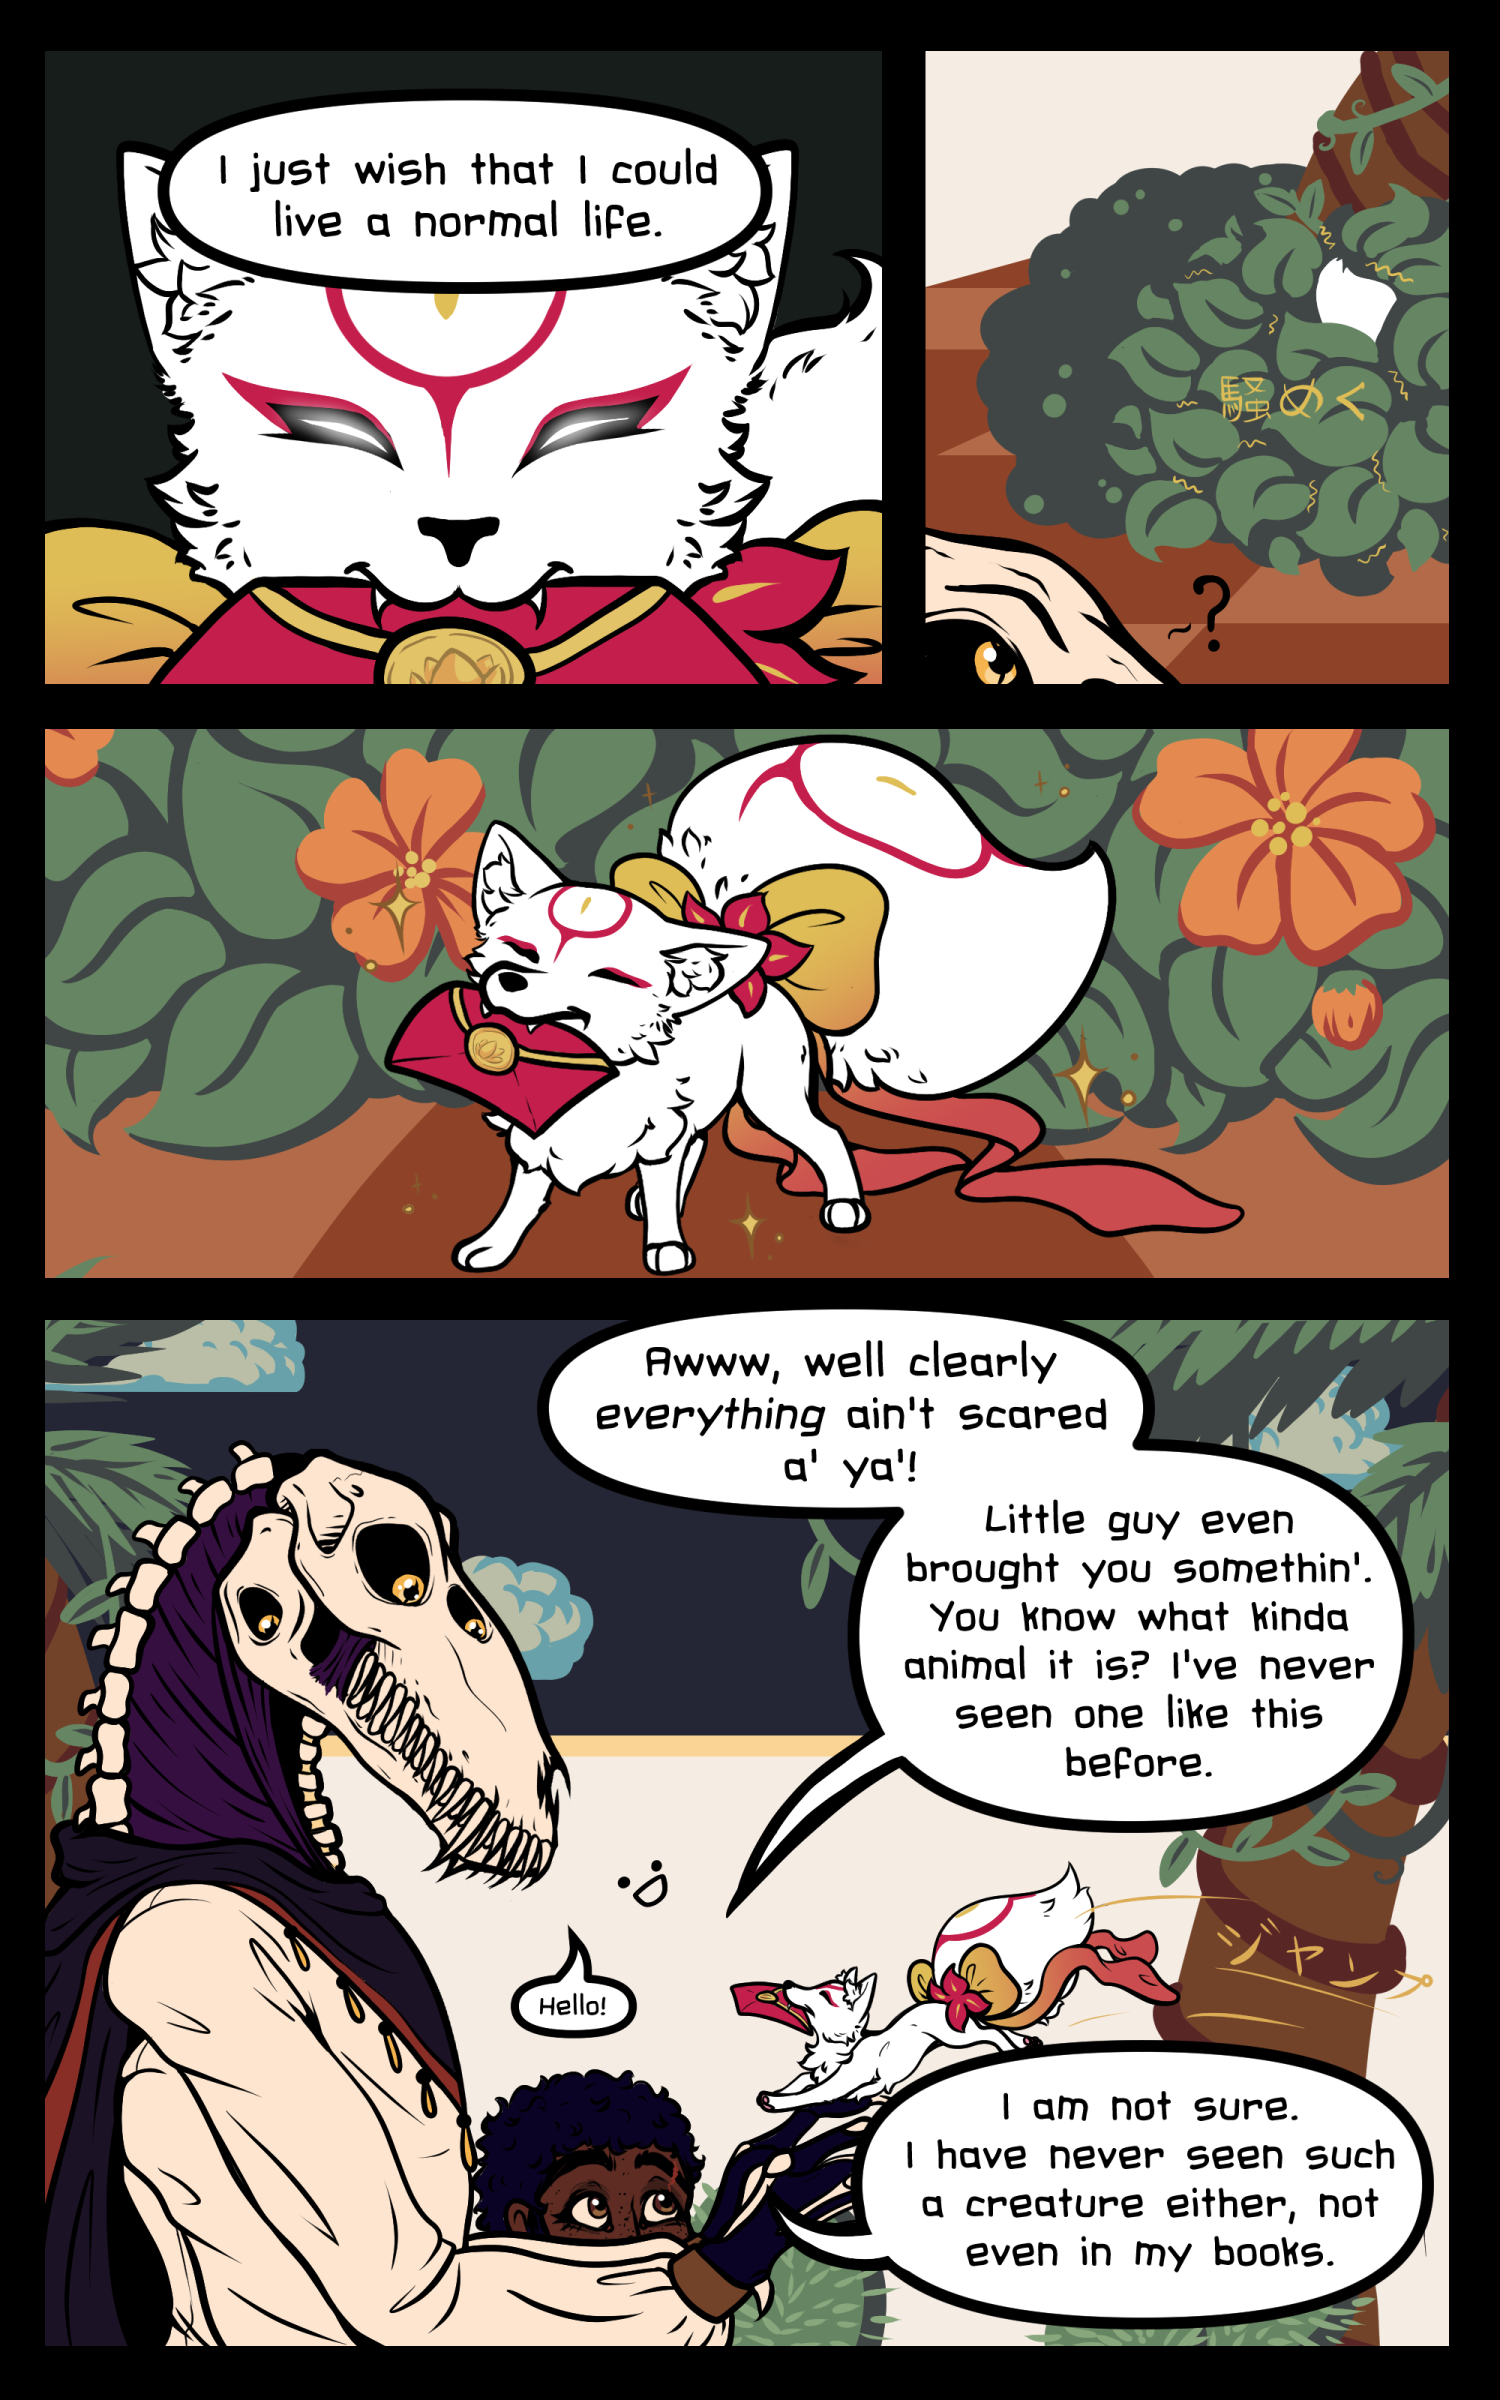 I just wish that I could
live a normal life.
騒めく
?
Awww, well clearly
everything ain't scared
a' ya'!
Little guy even
brought you somethin'.
You know what kinda
animal it is? I've never
seen one like this
before.
:D
Hello!
ジャン
I am not sure.
I have never seen such
a creature either, not
even in my books.